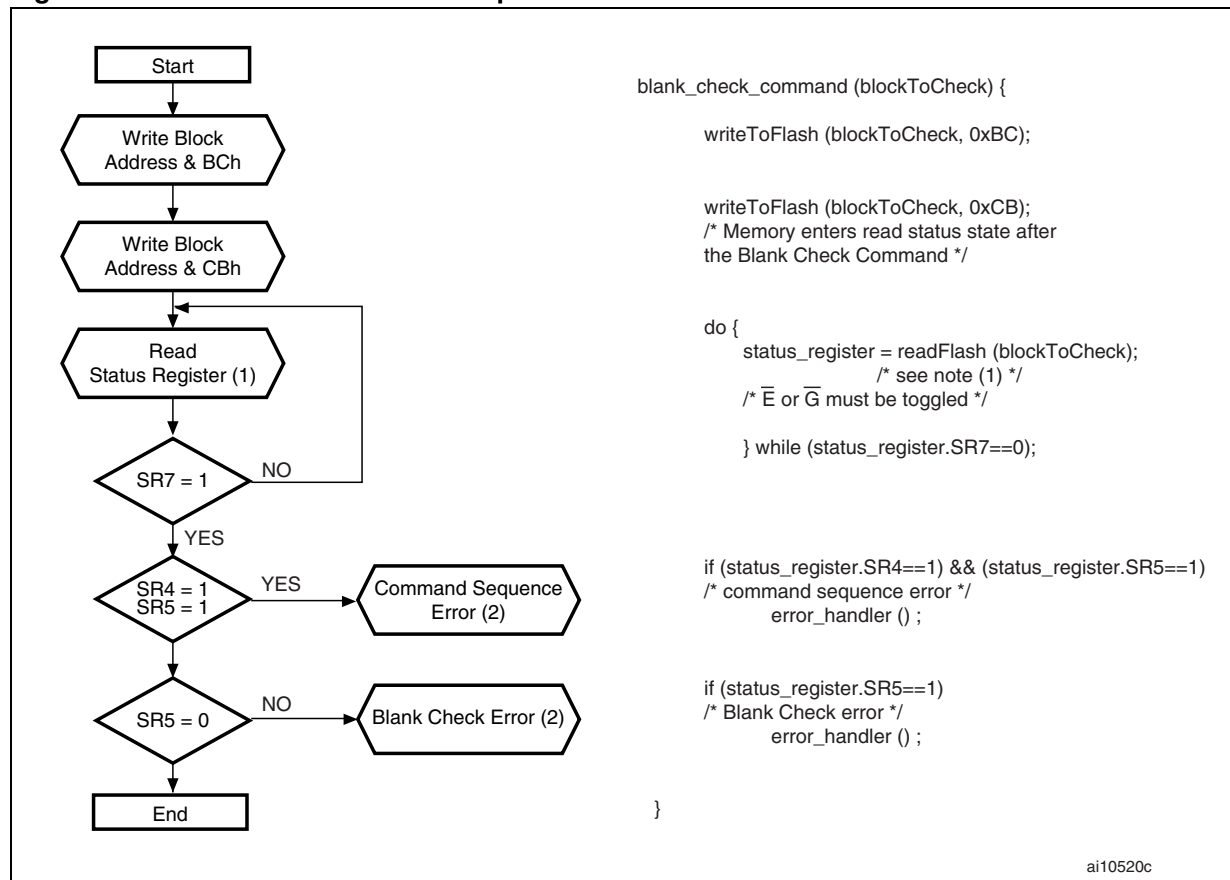 Start
Write Block
Address & BCh
Write Block
Address & CBh
Read
Status Register (1)
SR7 = 1
NO
YES
SR4 = 1
SR5 = 1
YES
Command Sequence
Error (2)
SR5 = 0
NO
Blank Check Error (2)
End
blank_check_command (blockToCheck) {
writeToFlash (blockToCheck, 0xBC);
writeToFlash (blockToCheck, 0xCB);
/* Memory enters read status state after
the Blank Check Command */
do {
status_register = readFlash (blockToCheck);
/* see note (1) */
/* E̅ or G̅ must be toggled */
} while (status_register.SR7==0);
if (status_register.SR4==1) && (status_register.SR5==1)
/* command sequence error */
error_handler () ;
if (status_register.SR5==1)
/* Blank Check error */
error_handler () ;
}
ai10520c